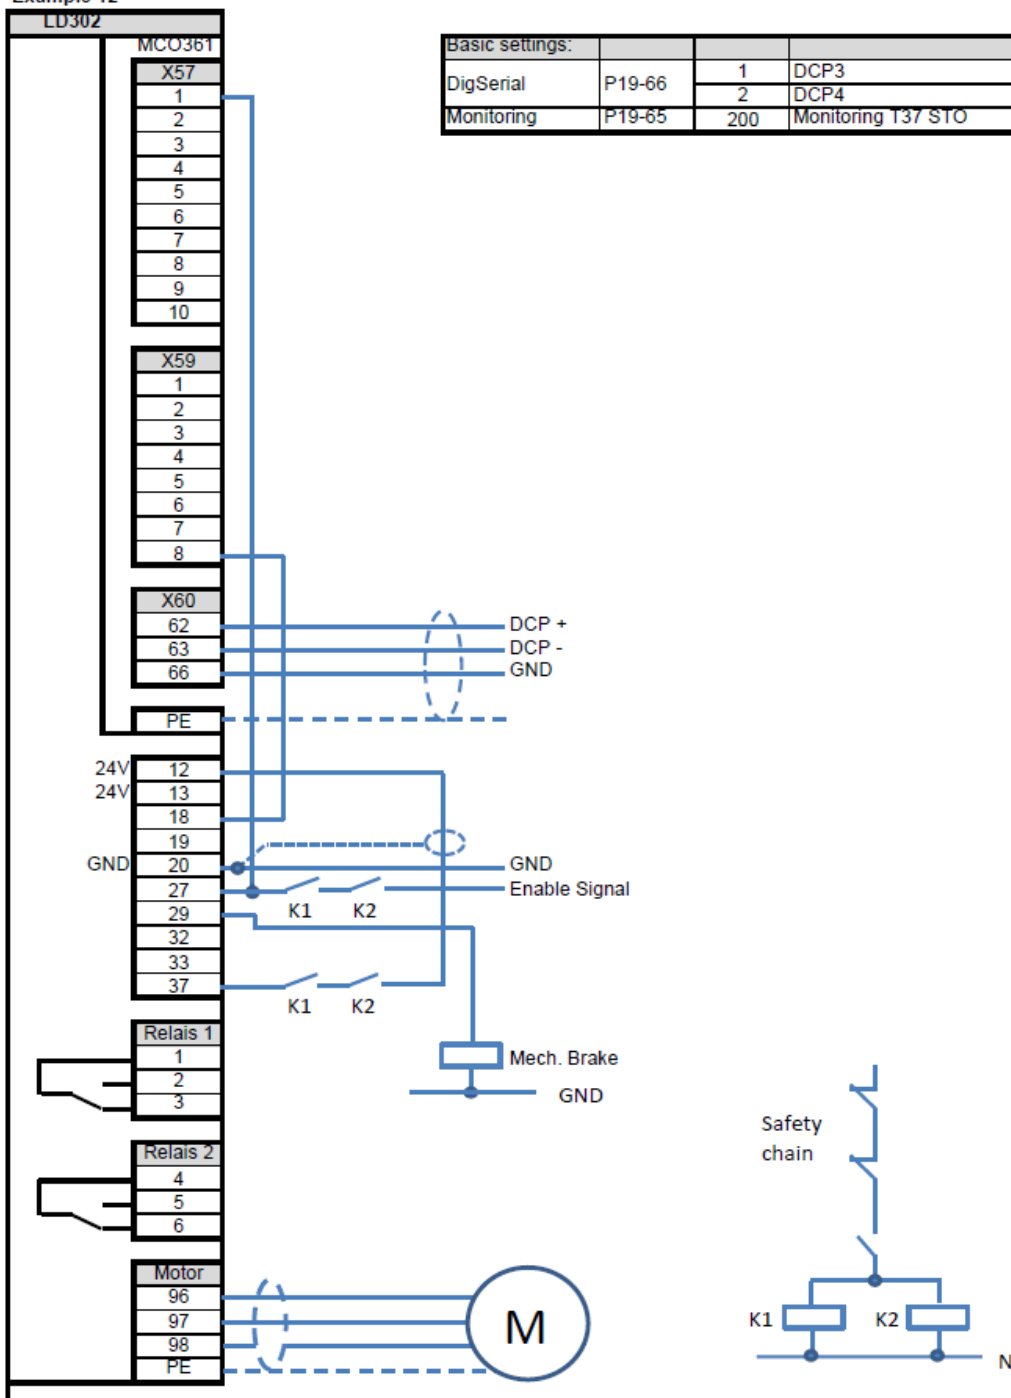 Example 12
LD302
MCO361
Basic settings:
DigSerial P19-66 1 DCP3
2 DCP4
Monitoring P19-65 200 Monitoring T37 STO
X57
1
2
3
4
5
6
7
8
9
10
X59
1
2
3
4
5
6
7
8
X60
62 DCP +
63 DCP -
66 GND
PE
24V 12
24V 13
18
19
GND 20 GND
27 Enable Signal
K1 K2
29
32
33
37
K1 K2
Relais 1
1
2
3
Mech. Brake
GND
Safety
chain
Relais 2
4
5
6
Motor
96
97
98
PE
M
K1 K2
N